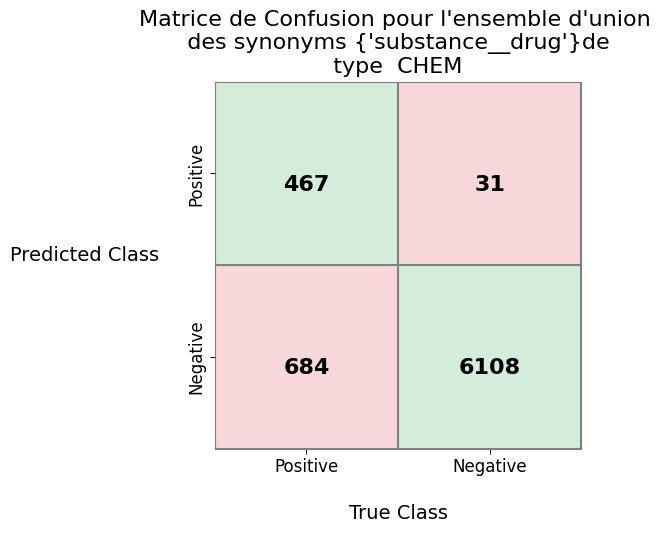 Matrice de Confusion pour l'ensemble d'union
des synonyms {'substance__drug'}de
type  CHEM
Positive
467
31
Predicted Class
Negative
684
6108
Positive
Negative
True Class